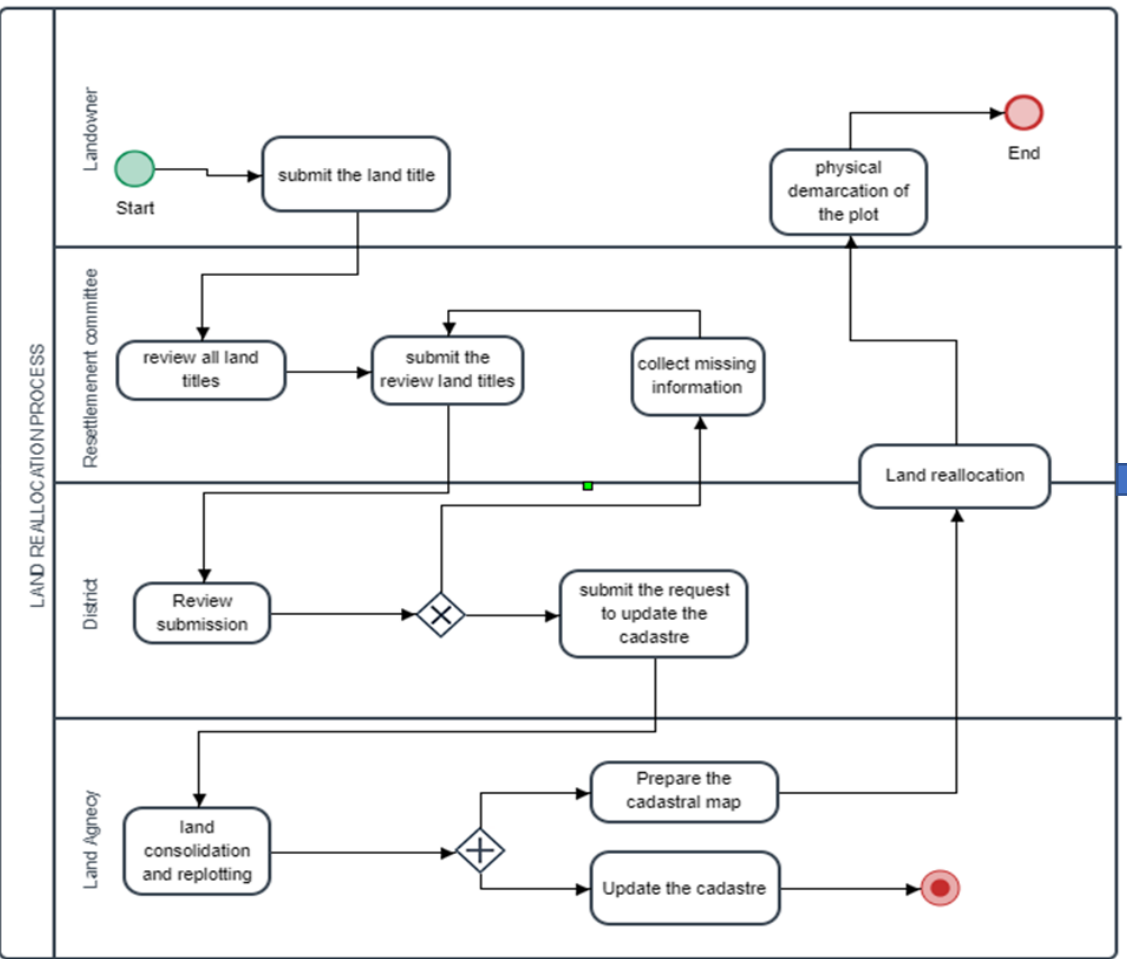 LAND REALLOCATION PROCESS
Landowner
Start
submit the land title
physical
demarcation of
the plot
End
Resettlemenent committee
review all land
titles
submit the
review land titles
collect missing
information
Land reallocation
District
Review
submission
submit the request
to update the
cadastre
Land Agnecy
land
consolidation
and replotting
Prepare the
cadastral map
Update the cadastre